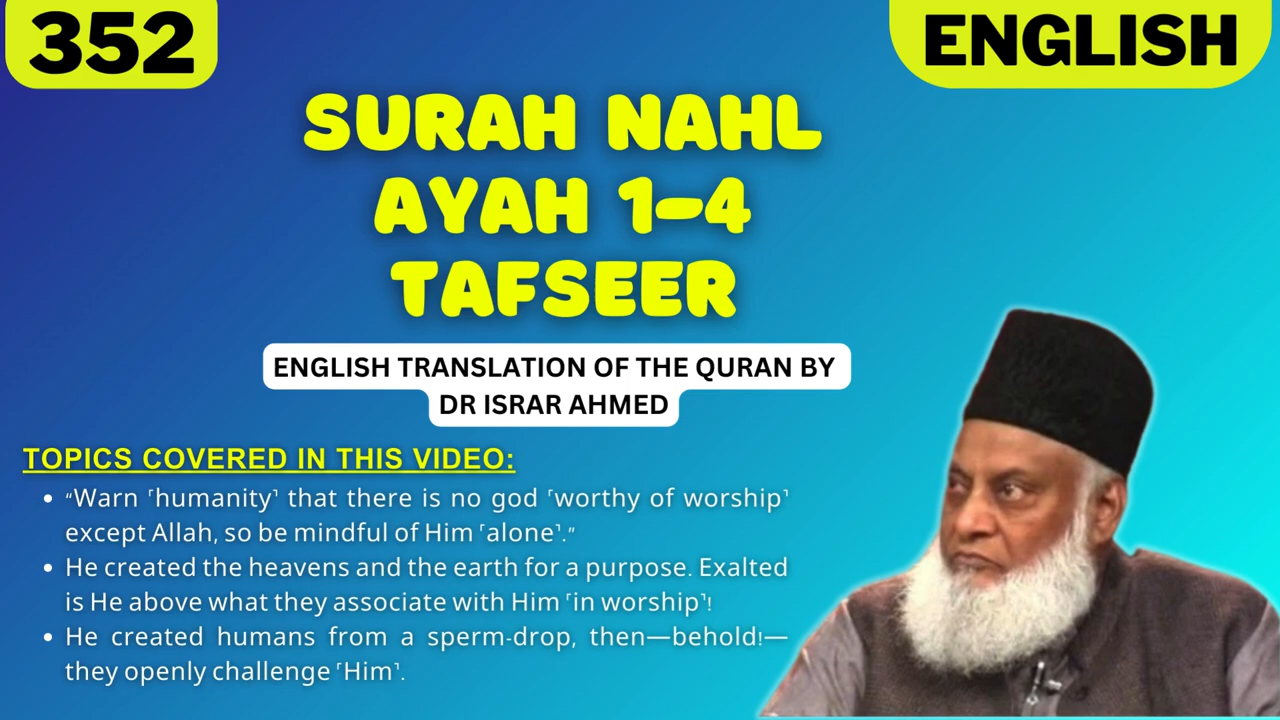 352
ENGLISH
SURAH NAHL
AYAH 1–4
TAFSEER
ENGLISH TRANSLATION OF THE QURAN BY
DR ISRAR AHMED
TOPICS COVERED IN THIS VIDEO:
• “Warn ˹humanity˺ that there is no god ˹worthy of worship˺
except Allah, so be mindful of Him ˹alone˺.”
• He created the heavens and the earth for a purpose. Exalted
is He above what they associate with Him ˹in worship˺!
• He created humans from a sperm-drop, then—behold!—
they openly challenge ˹Him˺.